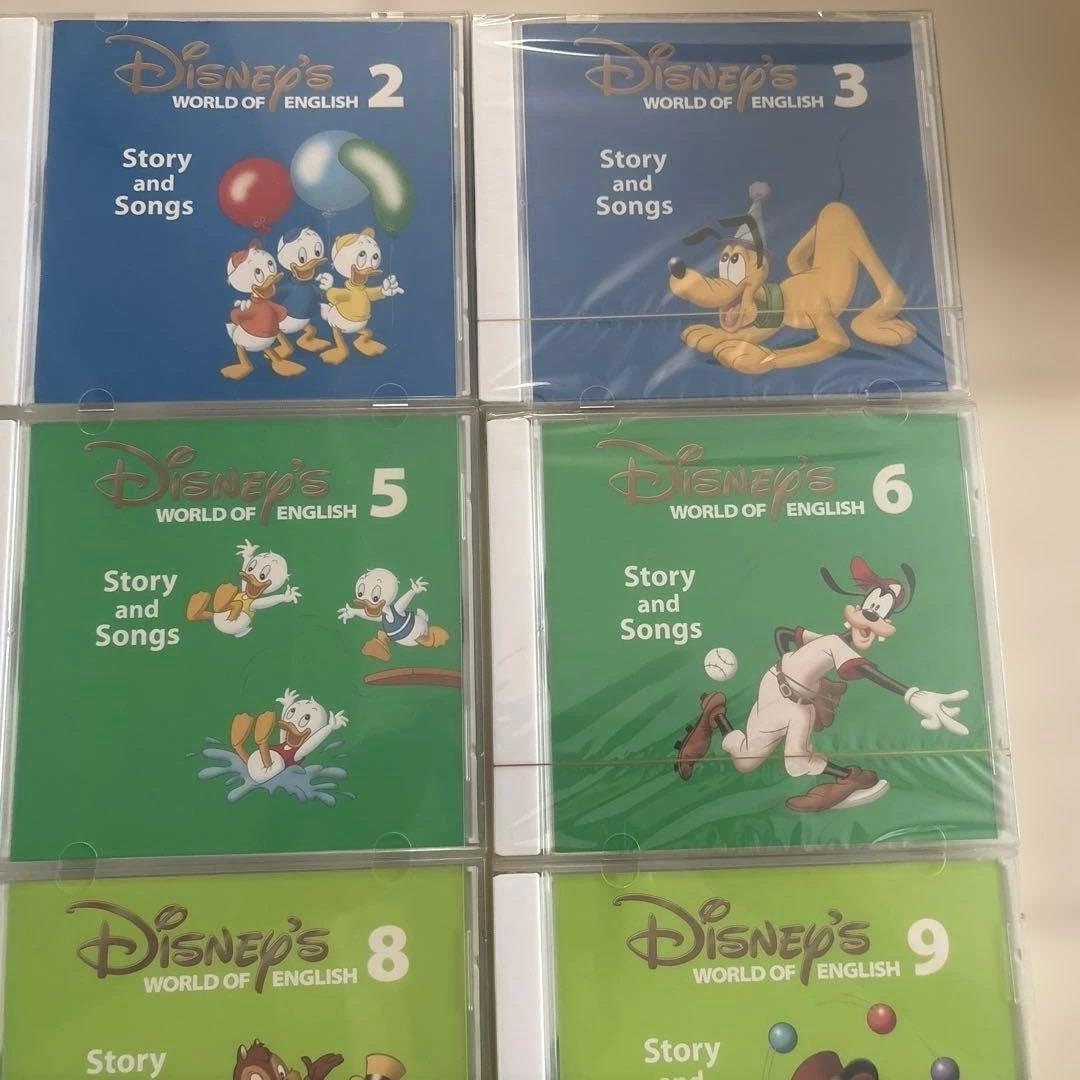 Disney's
WORLD OF ENGLISH 2
Story
and
Songs
Disney's
WORLD OF ENGLISH 3
Story
and
Songs
Disney's
WORLD OF ENGLISH 5
Story
and
Songs
Disney's
WORLD OF ENGLISH 6
Story
and
Songs
Disney's
WORLD OF ENGLISH 8
Story
Disney's
WORLD OF ENGLISH 9
Story
and